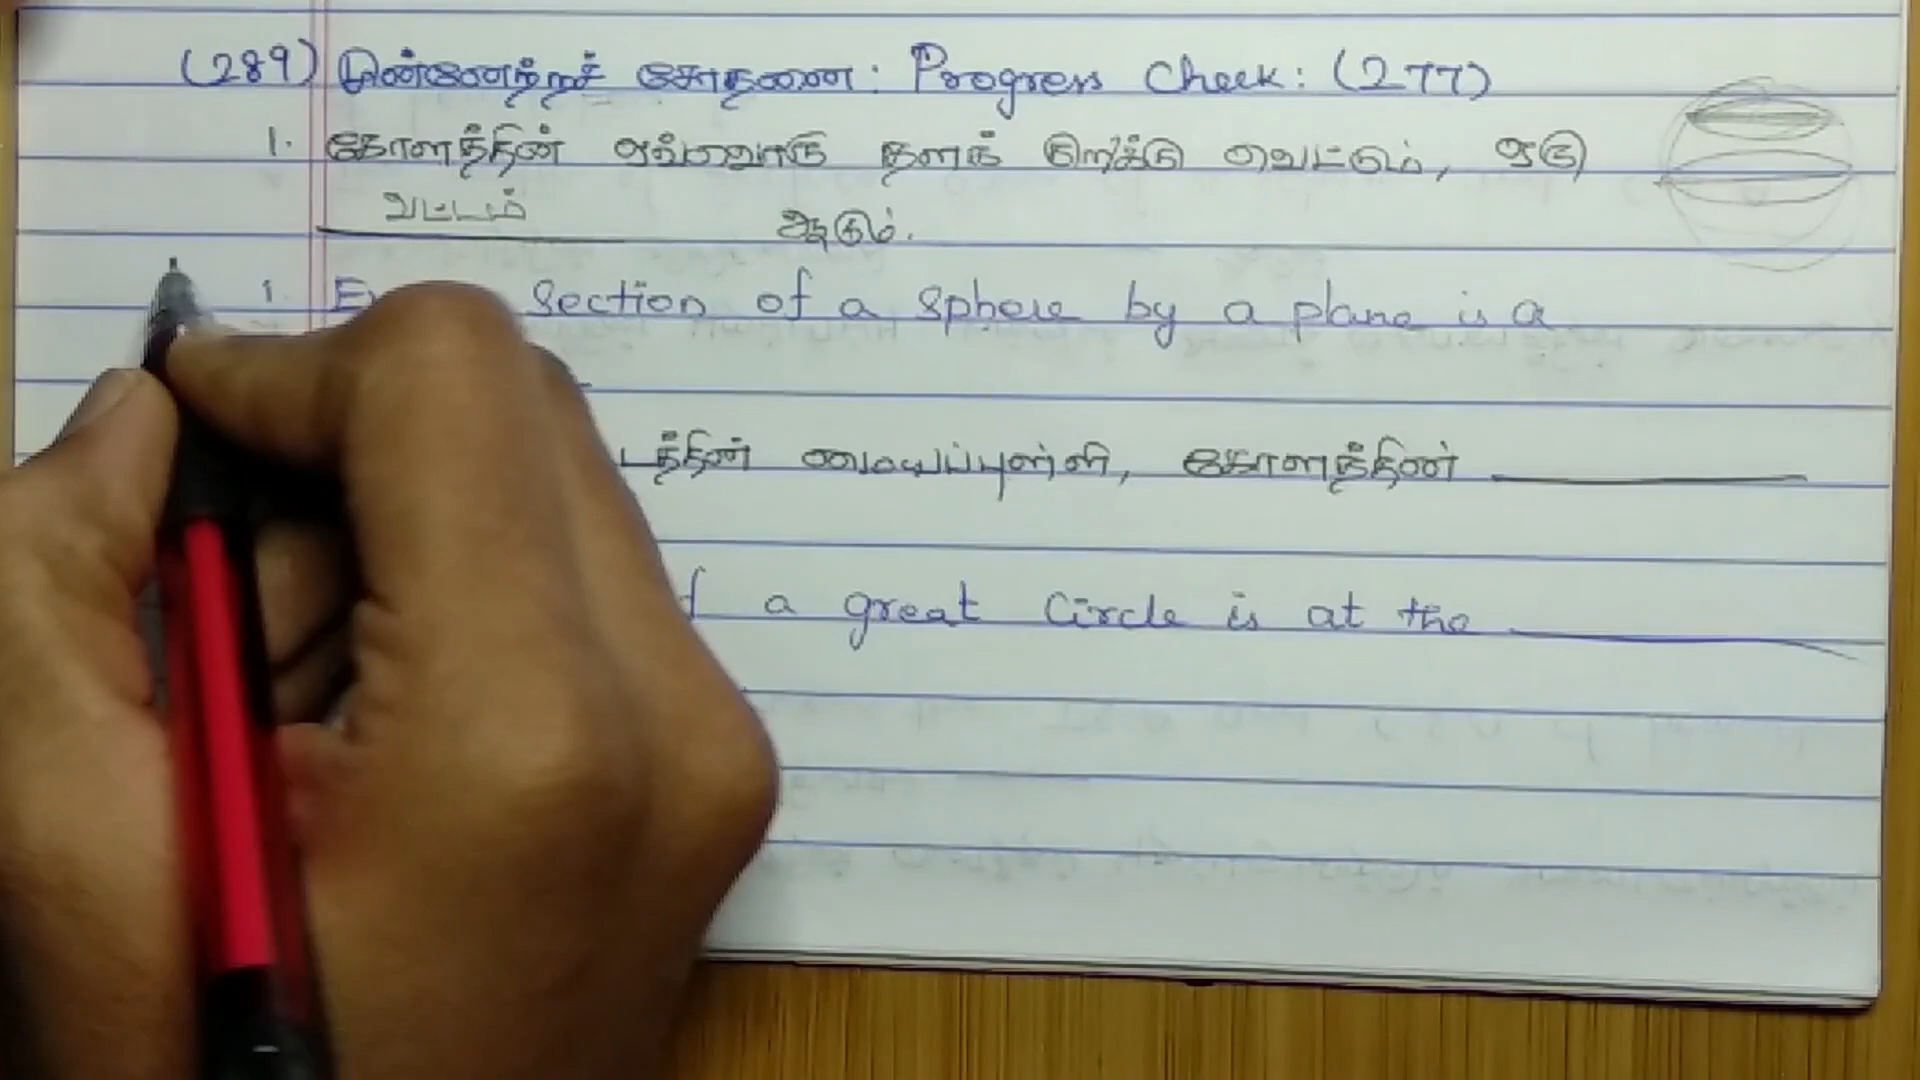 (289) முன்னேற்றச் சோதனை: Progress Check: (277)
1. கோளத்தின் ஒவ்வொரு தளக் குறுக்கு வெட்டும், ஒரு
வட்டம் ஆகும்.
1. section of a sphere by a plane is a
மையப்புள்ளி, கோளத்தின்
a great Circle is at the